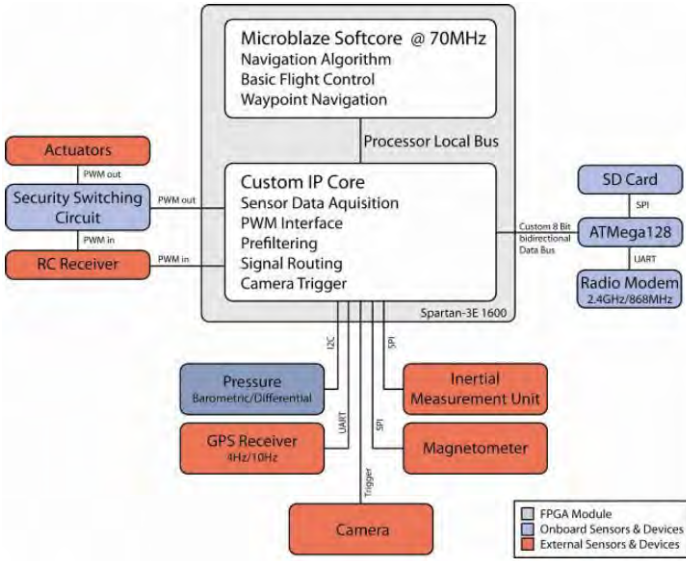 Microblaze Softcore @ 70MHz
Navigation Algorithm
Basic Flight Control
Waypoint Navigation
Processor Local Bus
Actuators
PWM out
Security Switching
Circuit
PWM out
PWM in
RC Receiver
PWM in
Custom IP Core
Sensor Data Aquisition
PWM Interface
Prefiltering
Signal Routing
Camera Trigger
Spartan-3E 1600
Custom 8 Bit
bidirectional
Data Bus
SD Card
SPI
ATMega128
UART
Radio Modem
2.4GHz/868MHz
I2C
SPI
Pressure
Barometric/Differential
Inertial
Measurement Unit
UART
SPI
GPS Receiver
4Hz/10Hz
Magnetometer
Trigger
Camera
FPGA Module
Onboard Sensors & Devices
External Sensors & Devices